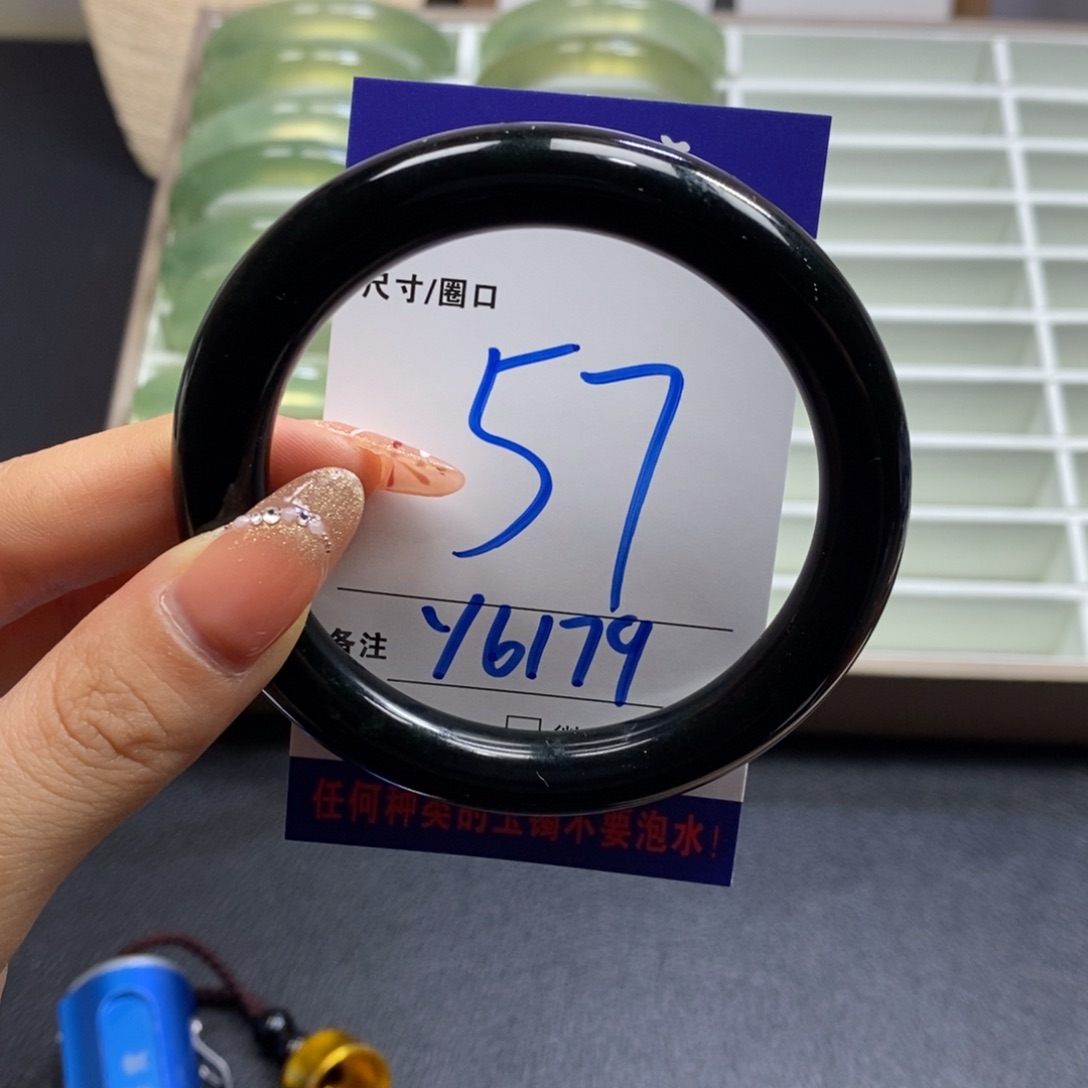 尺寸/圈口
57
备注 Y6179
任何种类的玉镯不要泡水！